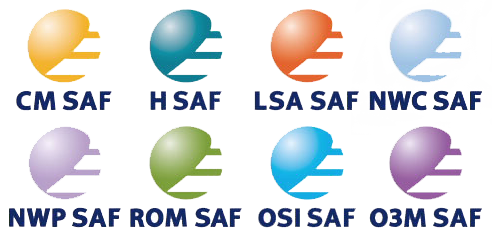 CM SAF H SAF LSA SAF NWC SAF
NWP SAF ROM SAF OSI SAF O3M SAF